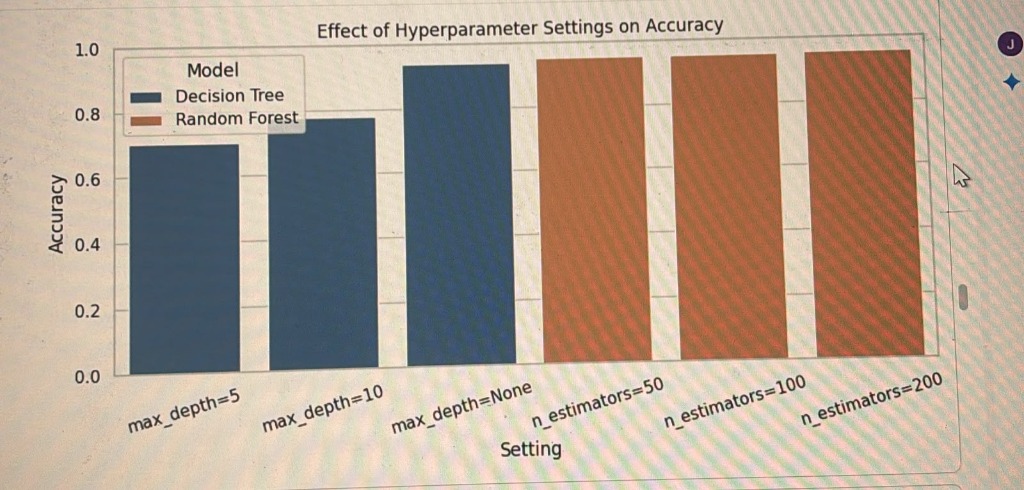 Effect of Hyperparameter Settings on Accuracy
Model
Decision Tree
Random Forest
Accuracy
1.0
0.8
0.6
0.4
0.2
0.0
max_depth=5
max_depth=10
max_depth=None
n_estimators=50
n_estimators=100
n_estimators=200
Setting
J